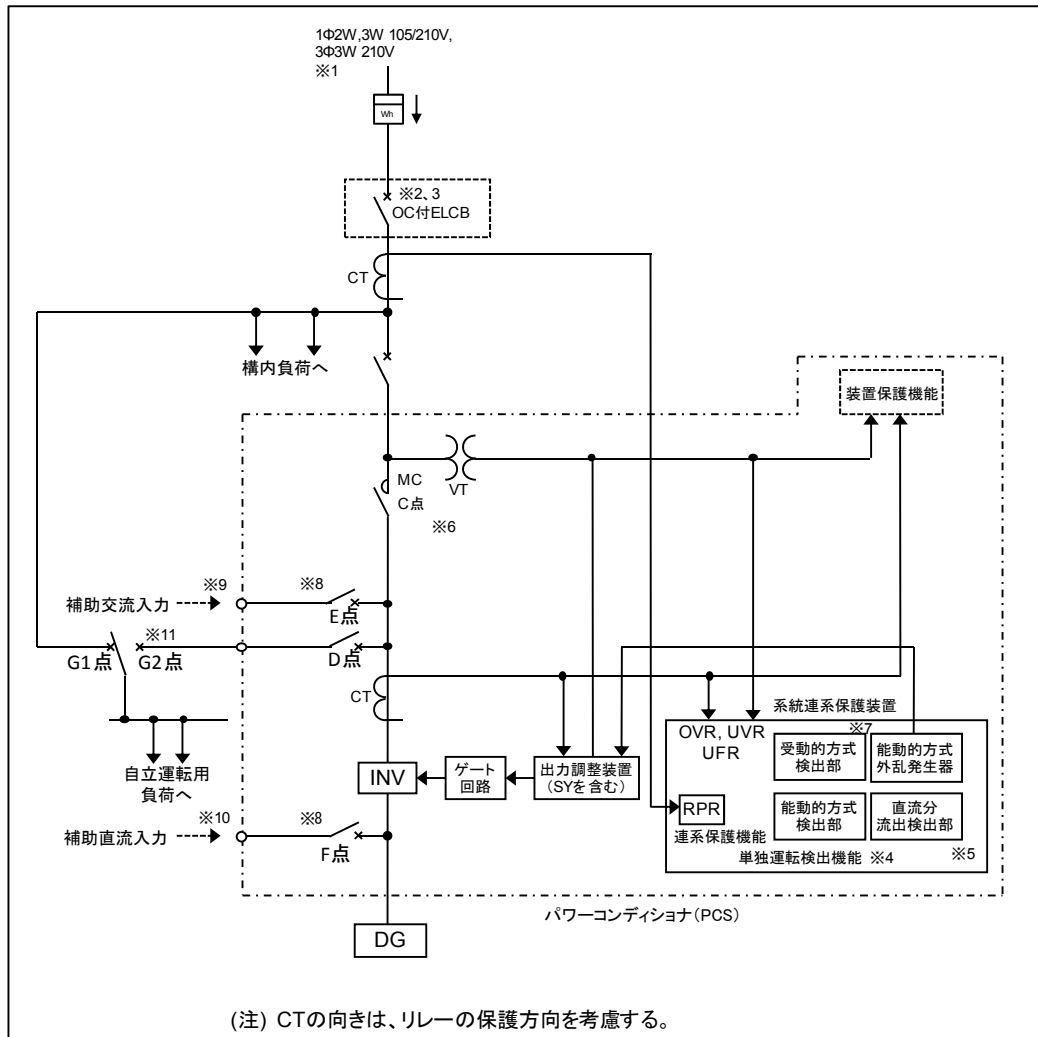 1Φ2W,3W 105/210V,
3Φ3W 210V
※1
Wh
※2、3
OC付ELCB
CT
構内負荷へ
装置保護機能
MC
C点
VT
※6
補助交流入力
※9
※8
E点
※11
G1点
G2点
D点
CT
系統連系保護装置
OVR, UVR
UFR
※7
受動的方式
検出部
能動的方式
外乱発生器
自立運転用
負荷へ
INV
ゲート
回路
出力調整装置
(SYを含む)
RPR
連系保護機能
能動的方式
検出部
直流分
流出検出部
補助直流入力
※10
※8
F点
単独運転検出機能 ※4
※5
パワーコンディショナ(PCS)
DG
(注) CTの向きは、リレーの保護方向を考慮する。